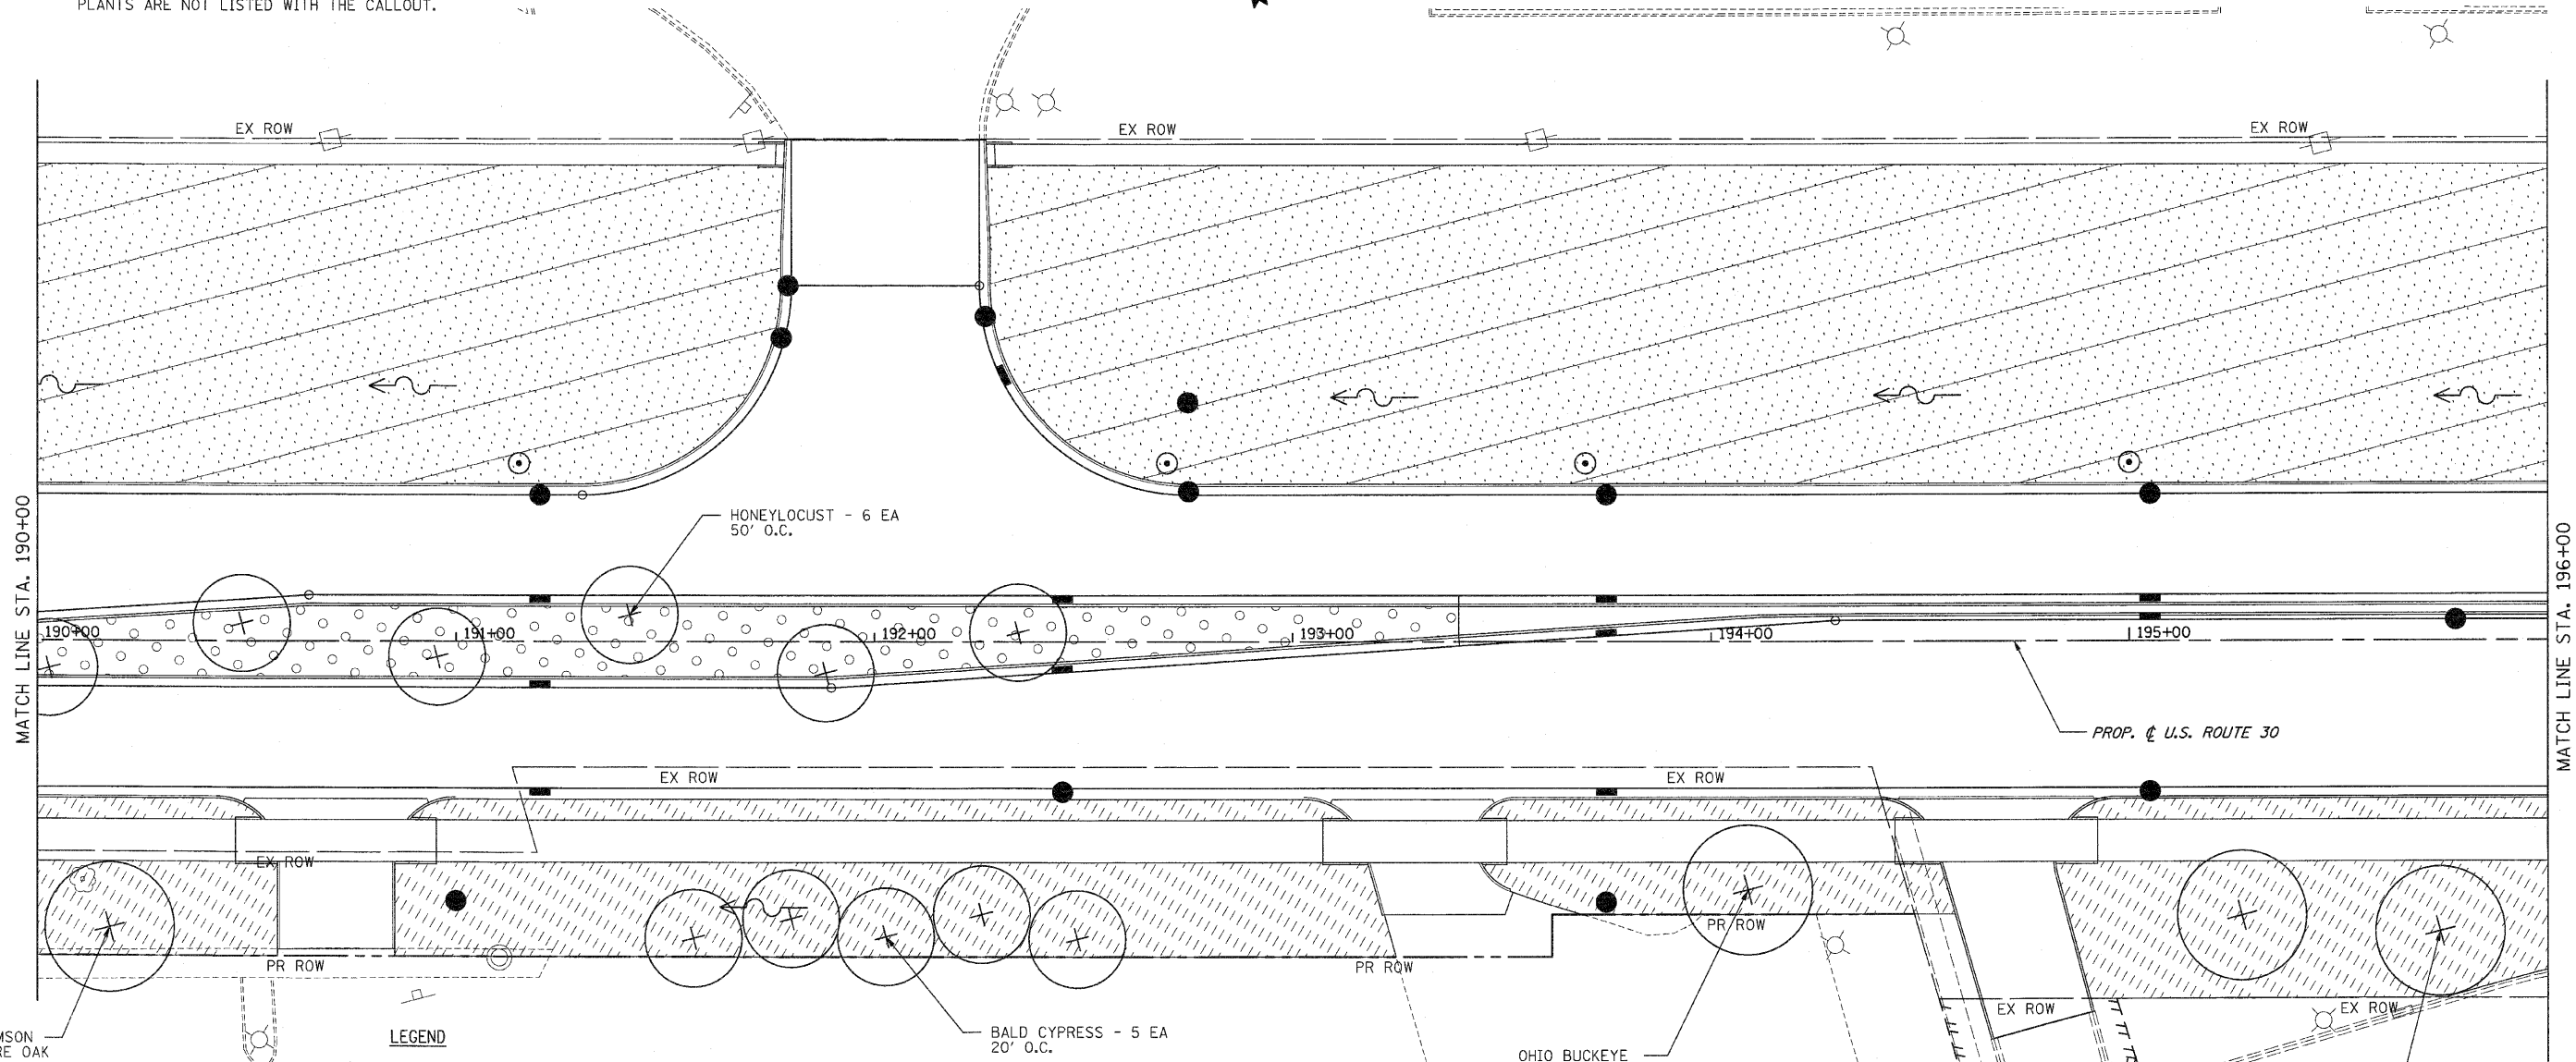 PLANTS ARE NOT LISTED WITH THE CALLOUT.
EX ROW
EX ROW
EX ROW
MATCH LINE STA. 190+00
MATCH LINE STA. 196+00
HONEYLOCUST - 6 EA
50' O.C.
190+00
191+00
192+00
193+00
194+00
195+00
PROP. ℄ U.S. ROUTE 30
EX ROW
EX ROW
EX ROW
PR ROW
PR ROW
PR ROW
EX ROW
EX ROW
LEGEND
BALD CYPRESS - 5 EA
20' O.C.
OHIO BUCKEYE
OAK